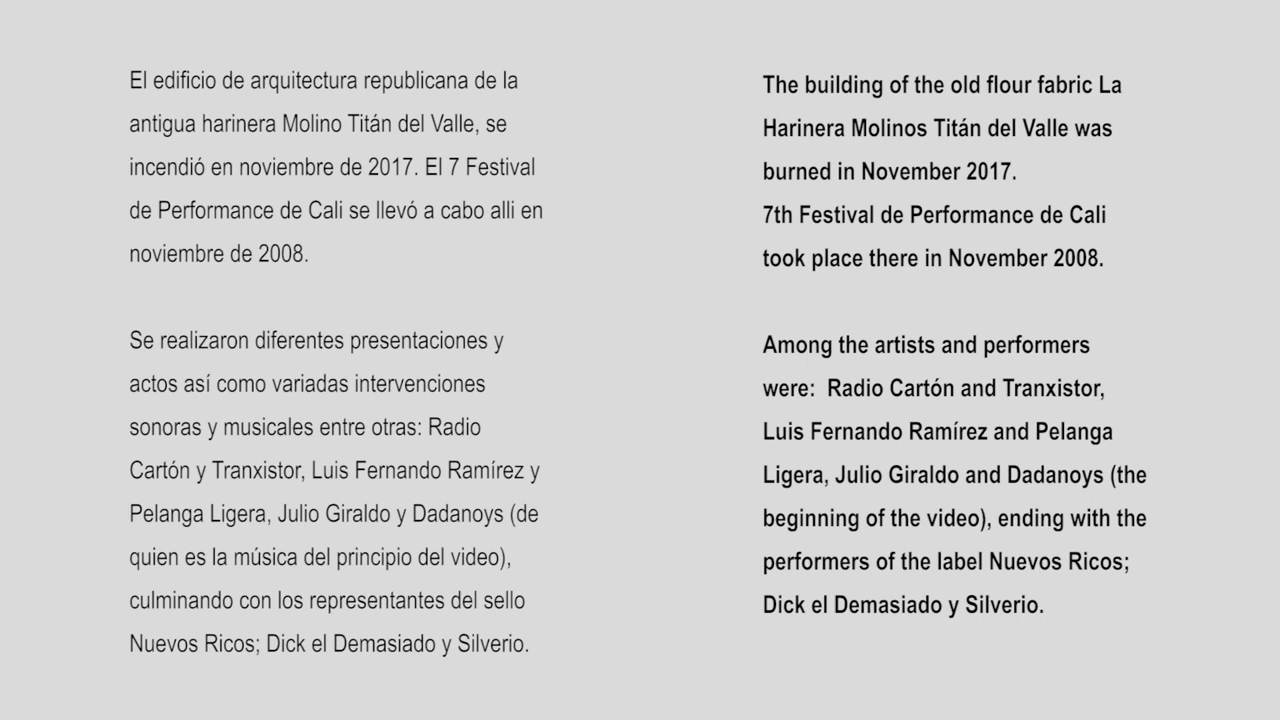 El edificio de arquitectura republicana de la
antigua harinera Molino Titán del Valle, se
incendió en noviembre de 2017. El 7 Festival
de Performance de Cali se llevó a cabo alli en
noviembre de 2008.
Se realizaron diferentes presentaciones y
actos así como variadas intervenciones
sonoras y musicales entre otras: Radio
Cartón y Tranxistor, Luis Fernando Ramírez y
Pelanga Ligera, Julio Giraldo y Dadanoys (de
quien es la música del principio del video),
culminando con los representantes del sello
Nuevos Ricos; Dick el Demasiado y Silverio.
The building of the old flour fabric La
Harinera Molinos Titán del Valle was
burned in November 2017.
7th Festival de Performance de Cali
took place there in November 2008.
Among the artists and performers
were:  Radio Cartón and Tranxistor,
Luis Fernando Ramírez and Pelanga
Ligera, Julio Giraldo and Dadanoys (the
beginning of the video), ending with the
performers of the label Nuevos Ricos;
Dick el Demasiado y Silverio.